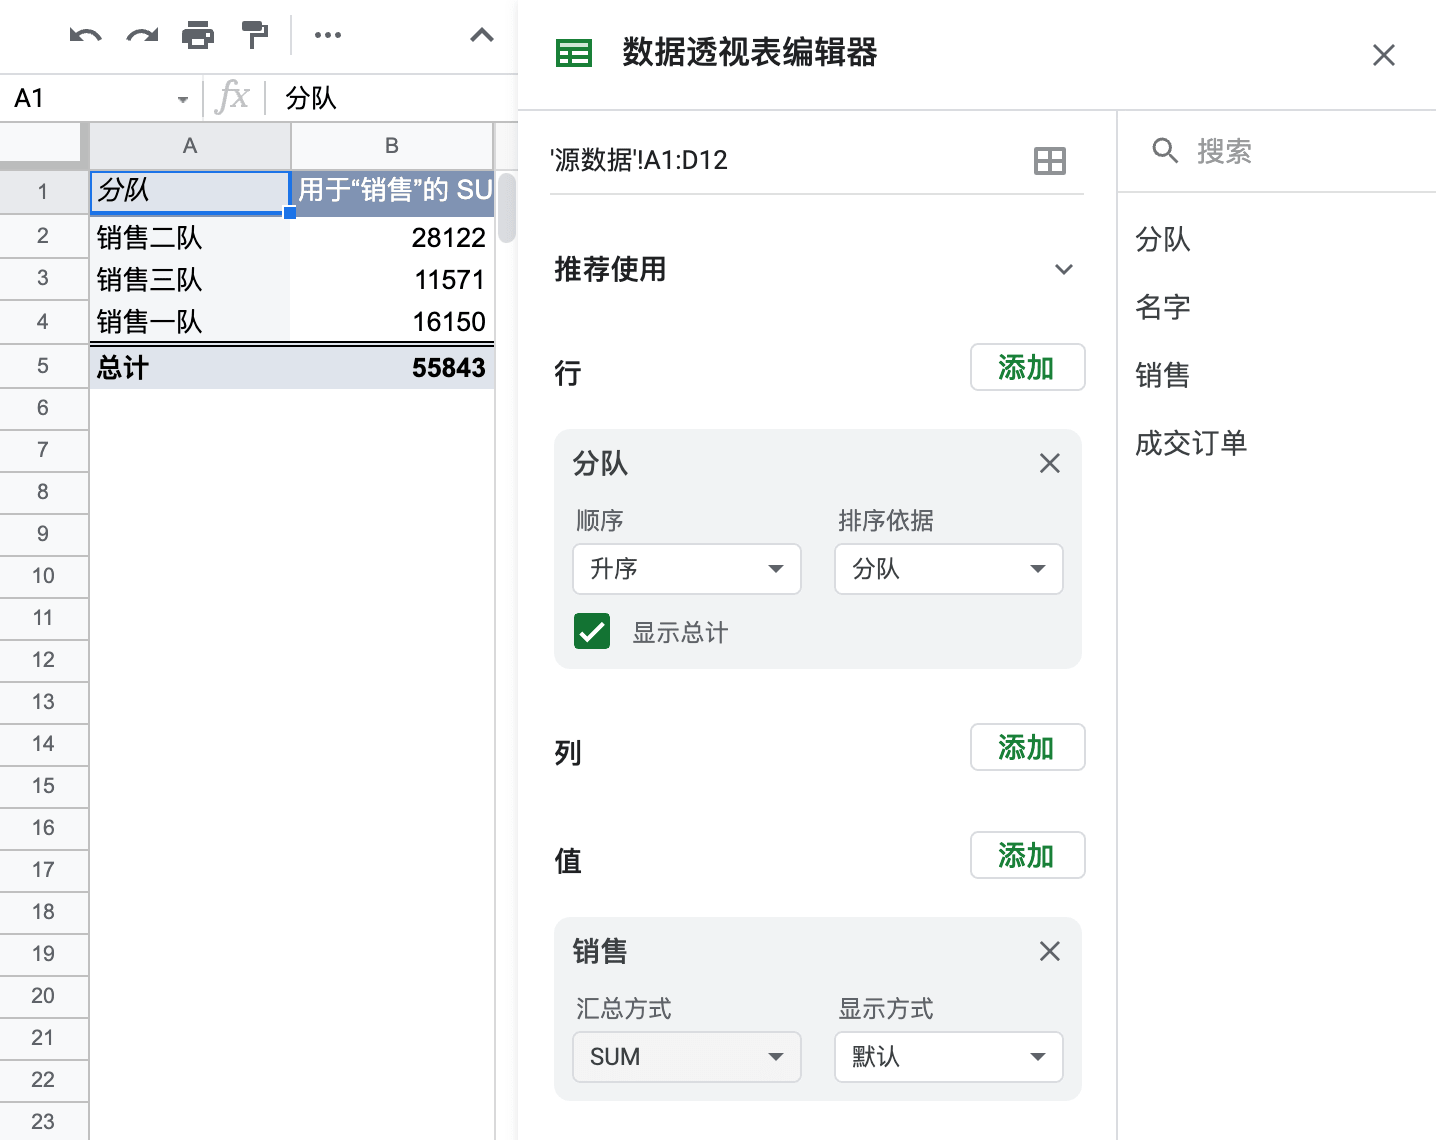 A1
fx
分队
A
B
1
分队
用于“销售”的 SU
2
销售二队
28122
3
销售三队
11571
4
销售一队
16150
5
总计
55843
6
7
8
9
10
11
12
13
14
15
16
17
18
19
20
21
22
23
数据透视表编辑器
'源数据'!A1:D12
推荐使用
行
添加
分队
顺序
排序依据
升序
分队
显示总计
列
添加
值
添加
销售
汇总方式
显示方式
SUM
默认
搜索
分队
名字
销售
成交订单